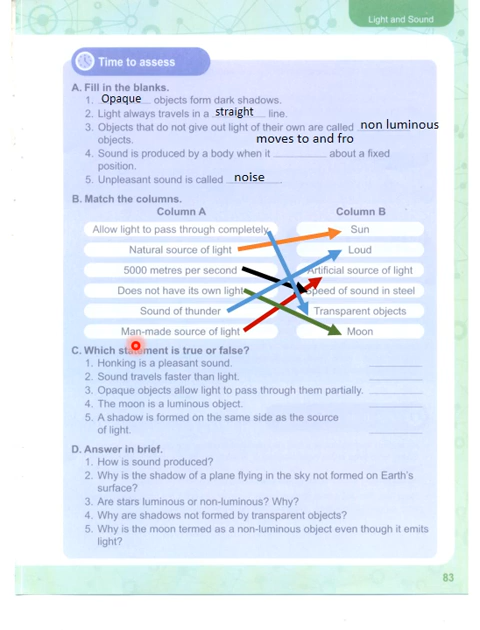 Light and Sound
Time to assess
A. Fill in the blanks.
1. Opaque objects form dark shadows.
2. Light always travels in a straight line.
3. Objects that do not give out light of their own are called non luminous
objects.
moves to and fro
4. Sound is produced by a body when it ________ about a fixed
position.
5. Unpleasant sound is called noise.
B. Match the columns.
Column A Column B
Allow light to pass through completely Sun
Natural source of light Loud
5000 metres per second Artificial source of light
Does not have its own light Speed of sound in steel
Sound of thunder Transparent objects
Man-made source of light Moon
C. Which statement is true or false?
1. Honking is a pleasant sound. ________
2. Sound travels faster than light. ________
3. Opaque objects allow light to pass through them partially. ________
4. The moon is a luminous object. ________
5. A shadow is formed on the same side as the source
of light. ________
D. Answer in brief.
1. How is sound produced?
2. Why is the shadow of a plane flying in the sky not formed on Earth's
surface?
3. Are stars luminous or non-luminous? Why?
4. Why are shadows not formed by transparent objects?
5. Why is the moon termed as a non-luminous object even though it emits
light?
83